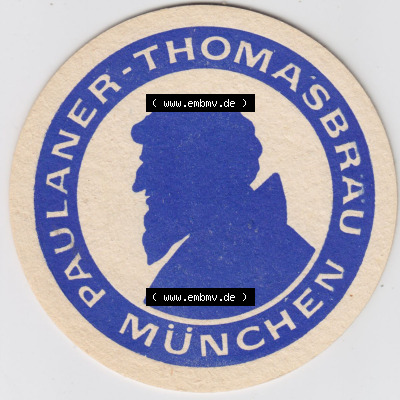 PAULANER-THOMASBRÄU
( www.embmv.de )
( www.embmv.de )
MÜNCHEN